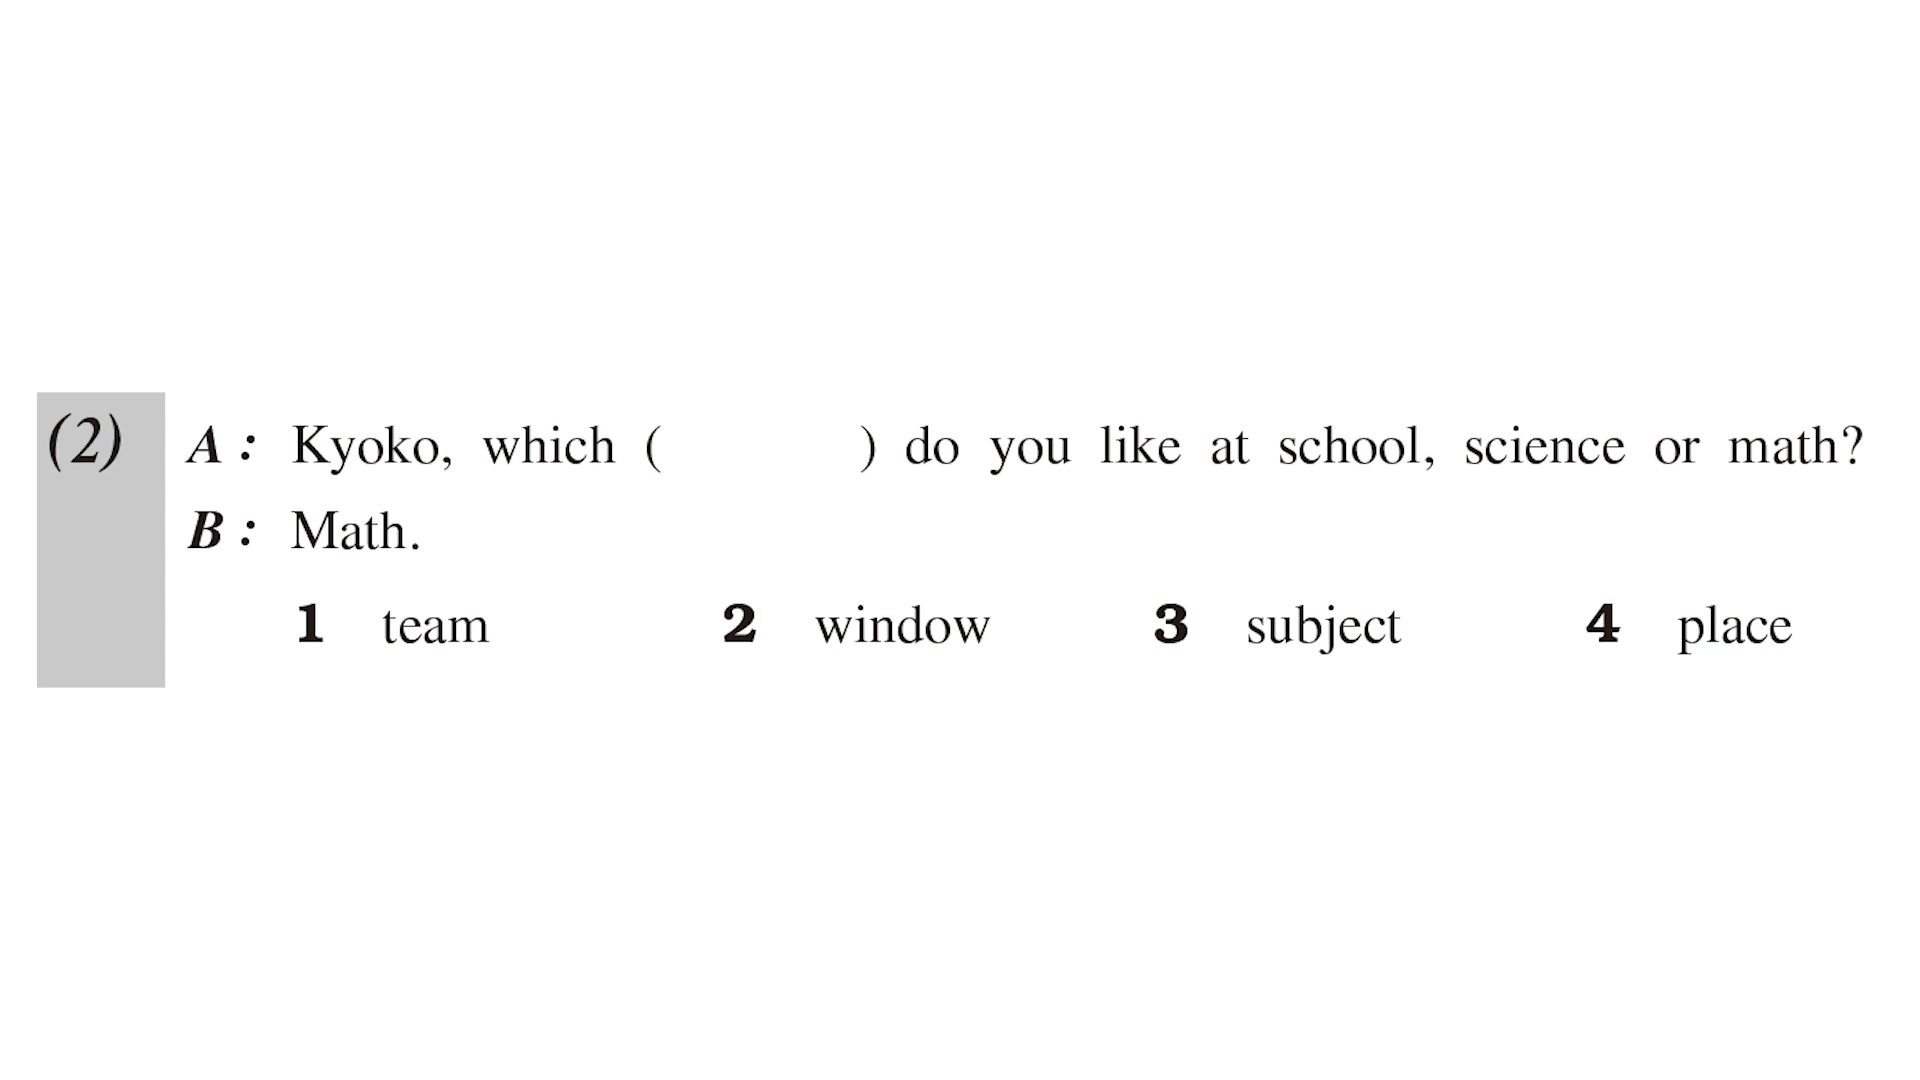 (2) A : Kyoko, which (          ) do you like at school, science or math?
B : Math.
1 team 2 window 3 subject 4 place